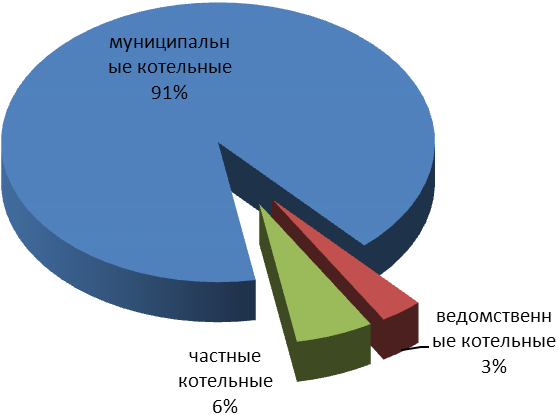 муниципальн
ые котельные
91%
ведомственн
ые котельные
3%
частные
котельные
6%